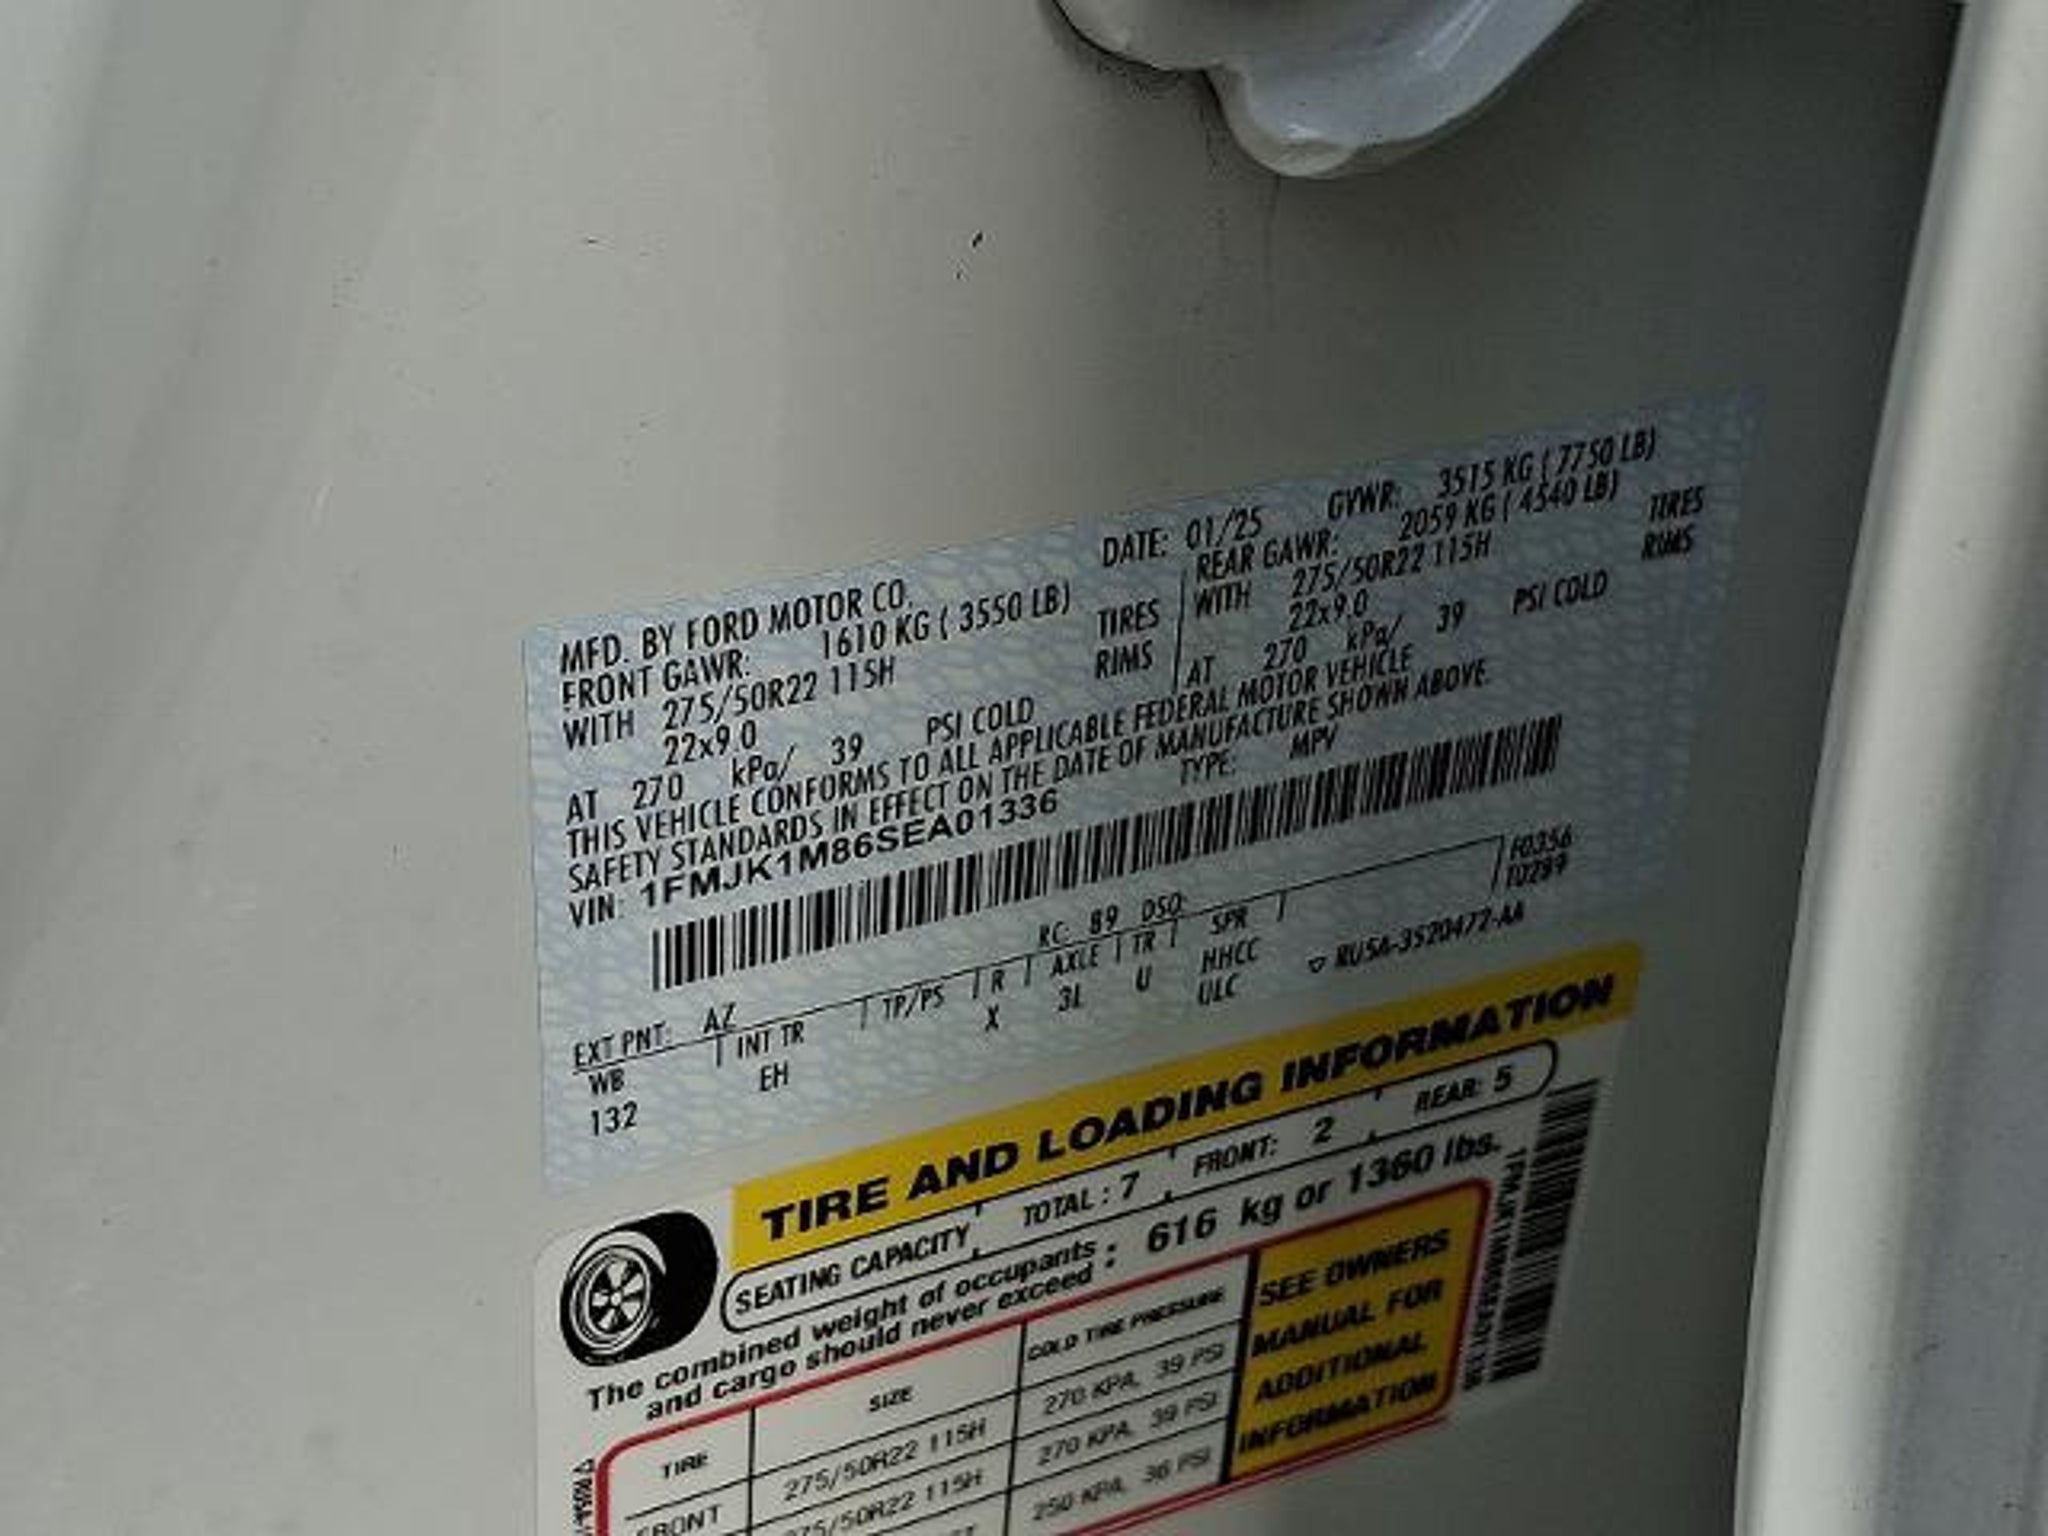 MFD. BY FORD MOTOR CO. DATE: 01/25 GVWR: 3515 KG ( 7750 LB)
FRONT GAWR: 1610 KG ( 3550 LB) REAR GAWR: 2059 KG ( 4540 LB)
WITH 275/50R22 115H TIRES WITH 275/50R22 115H TIRES
22x9.0 RIMS 22x9.0 RIMS
AT 270 kPa/ 39 PSI COLD AT 270 kPa/ 39 PSI COLD
THIS VEHICLE CONFORMS TO ALL APPLICABLE FEDERAL MOTOR VEHICLE
SAFETY STANDARDS IN EFFECT ON THE DATE OF MANUFACTURE SHOWN ABOVE.
VIN: 1FMJK1M86SEA01336 TYPE: MPV
F0356
T0289
EXT PNT: AZ RC: 89 DSO:
WB INT TR TP/PS R AXLE TR SPR
132 EH X 3L U HHCC
ULC
RU5A-3520472-AA
TIRE AND LOADING INFORMATION
SEATING CAPACITY TOTAL : 7 FRONT: 2 REAR: 5
The combined weight of occupants and cargo should never exceed : 616 kg or 1360 lbs.
TIRE SIZE COLD TIRE PRESSURE
FRONT 275/50R22 115H 270 KPA, 39 PSI
275/50R22 115H 270 KPA, 39 PSI
250 KPA, 36 PSI
SEE OWNERS
MANUAL FOR
ADDITIONAL
INFORMATION
1FMJK1M86SEA01336